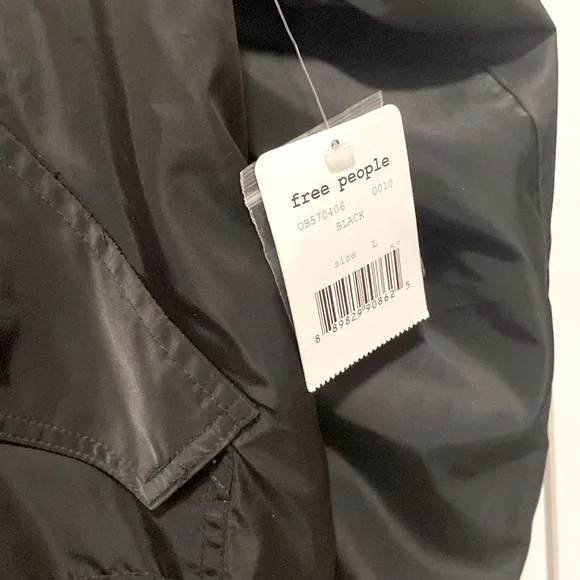 free people
OB570406 0010
BLACK
size L
8 89829 90862 5